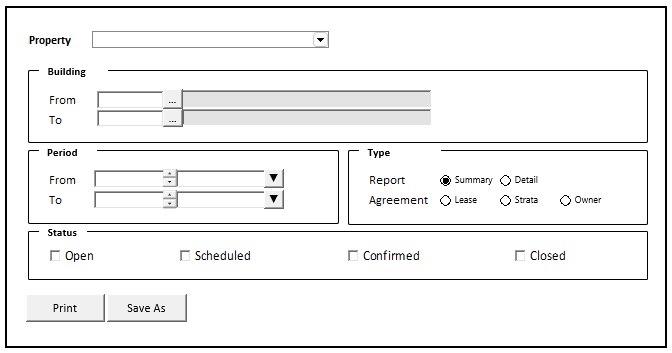 Property
Building
From ...
To ...
Period
From
To
Type
Report Summary Detail
Agreement Lease Strata Owner
Status
Open Scheduled Confirmed Closed
Print Save As